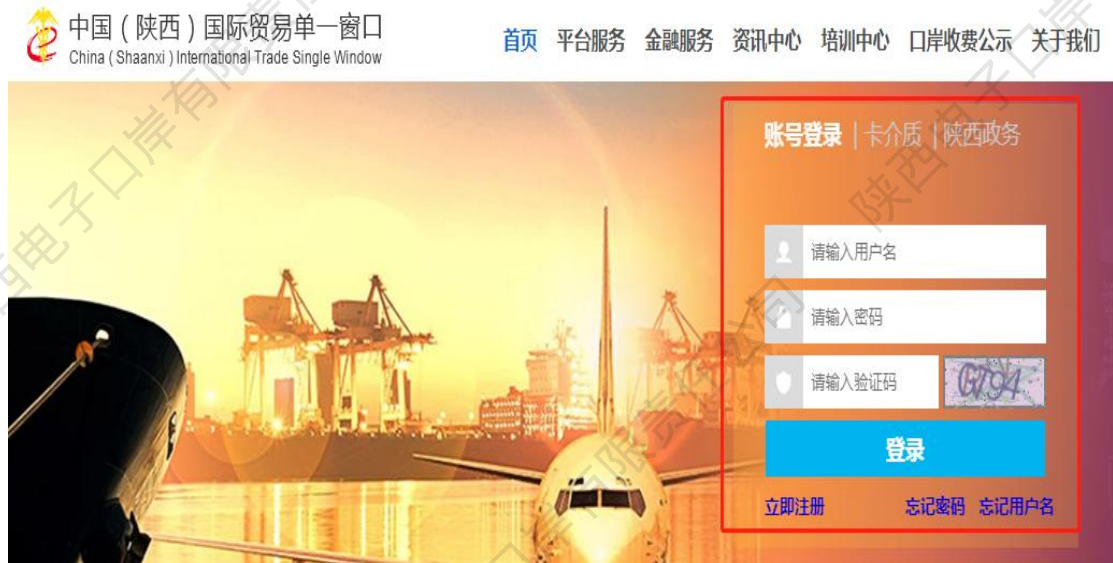 中国（陕西）国际贸易单一窗口
China ( Shaanxi ) International Trade Single Window
首页 平台服务 金融服务 资讯中心 培训中心 口岸收费公示 关于我们
账号登录 | 卡介质 | 陕西政务
请输入用户名
请输入密码
请输入验证码 G794
登录
立即注册 忘记密码 忘记用户名